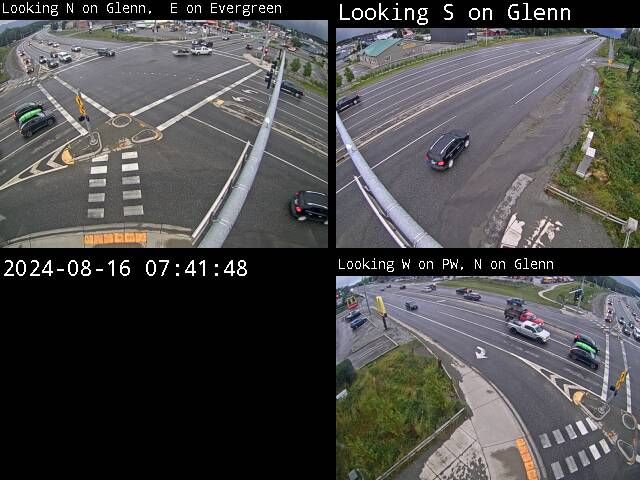 Looking N on Glenn, E on Evergreen
Looking S on Glenn
2024-08-16 07:41:48
Looking W on PW, N on Glenn